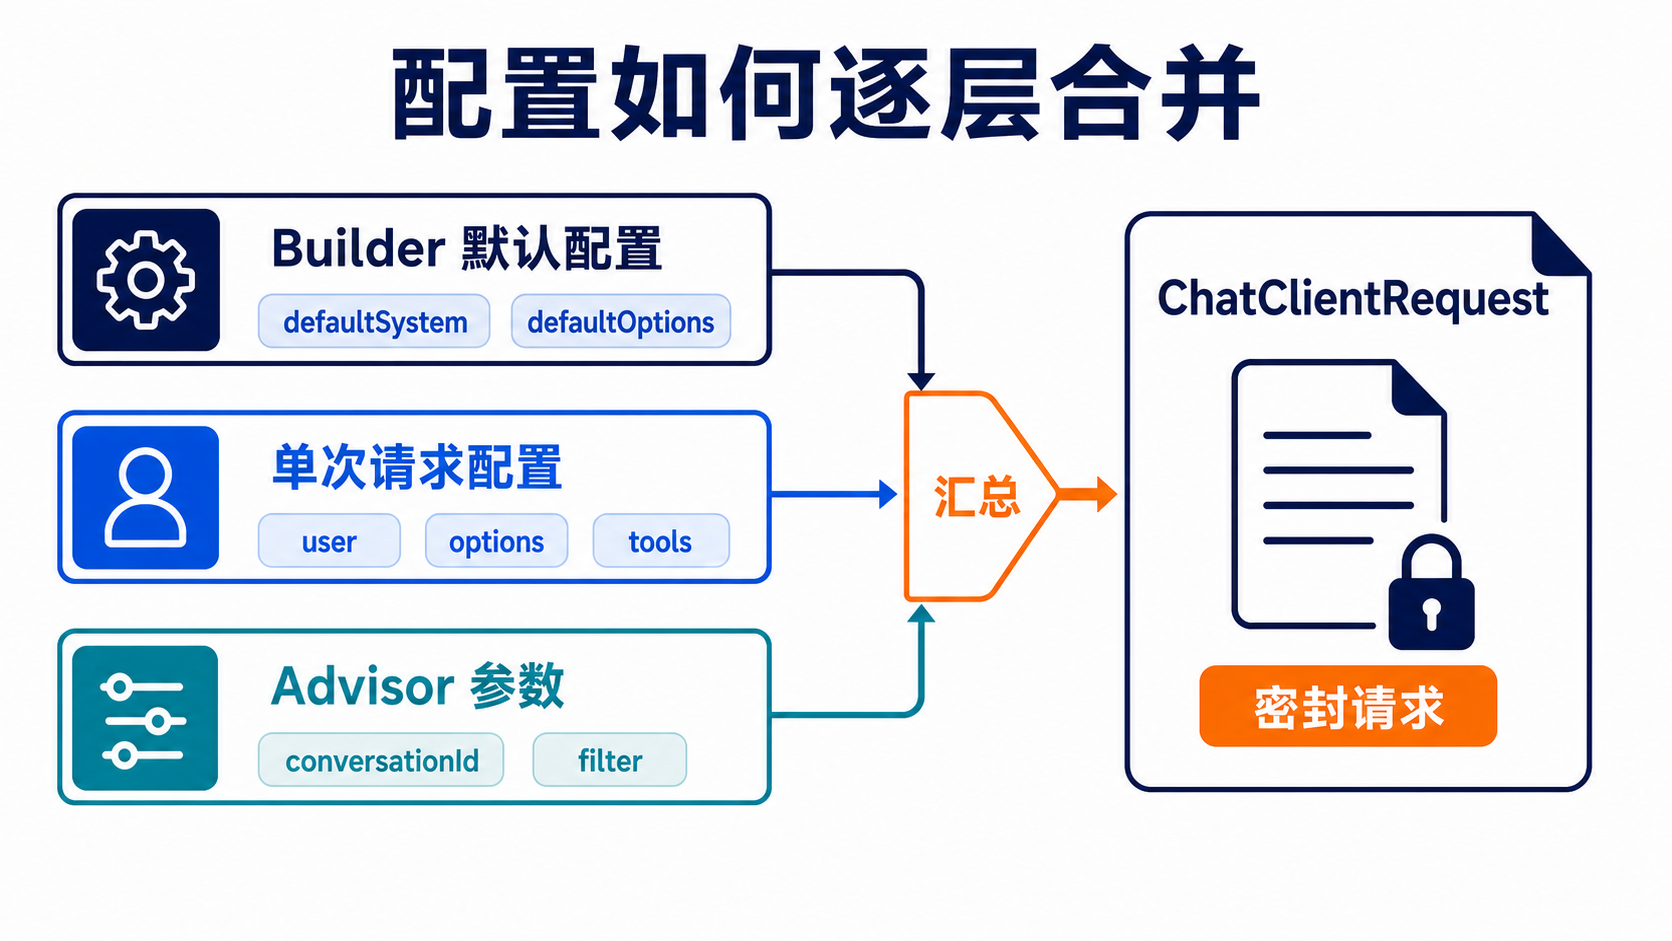 配置如何逐层合并
Builder 默认配置
defaultSystem
defaultOptions
单次请求配置
user
options
tools
Advisor 参数
conversationId
filter
汇总
ChatClientRequest
密封请求